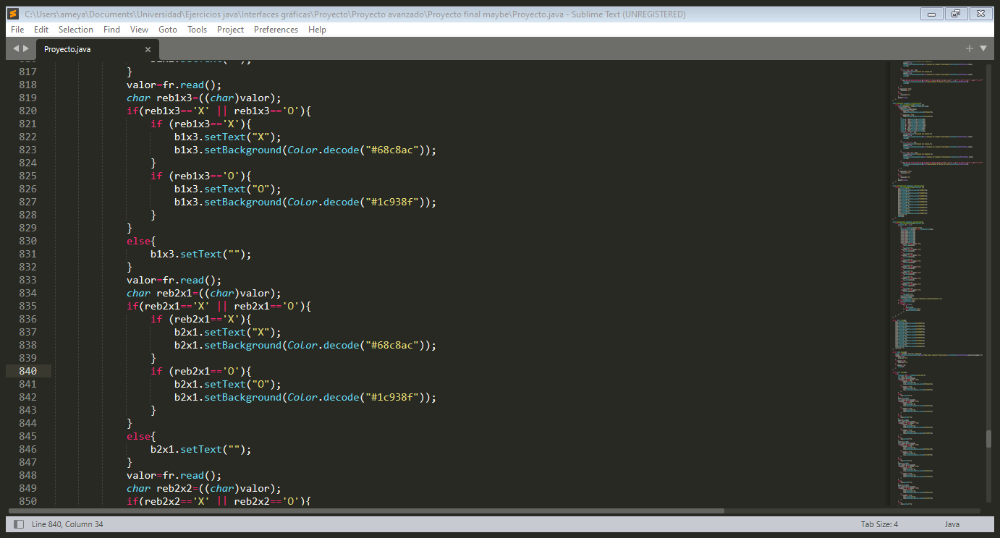 C:\Users\ameya\Documents\Universidad\Ejercicios java\Interfaces gráficas\Proyecto\Proyecto avanzado\Proyecto final maybe\Proyecto.java - Sublime Text (UNREGISTERED)
File Edit Selection Find View Goto Tools Project Preferences Help
Proyecto.java
817 }
818 valor=fr.read();
819 char reb1x3=((char)valor);
820 if(reb1x3=='X' || reb1x3=='O'){
821 if (reb1x3=='X'){
822 b1x3.setText("X");
823 b1x3.setBackground(Color.decode("#68c8ac"));
824 }
825 if (reb1x3=='O'){
826 b1x3.setText("O");
827 b1x3.setBackground(Color.decode("#1c938f"));
828 }
829 }
830 else{
831 b1x3.setText("");
832 }
833 valor=fr.read();
834 char reb2x1=((char)valor);
835 if(reb2x1=='X' || reb2x1=='O'){
836 if (reb2x1=='X'){
837 b2x1.setText("X");
838 b2x1.setBackground(Color.decode("#68c8ac"));
839 }
840 if (reb2x1=='O'){
841 b2x1.setText("O");
842 b2x1.setBackground(Color.decode("#1c938f"));
843 }
844 }
845 else{
846 b2x1.setText("");
847 }
848 valor=fr.read();
849 char reb2x2=((char)valor);
850 if(reb2x2=='X' || reb2x2=='O'){
Line 840, Column 34 Tab Size: 4 Java